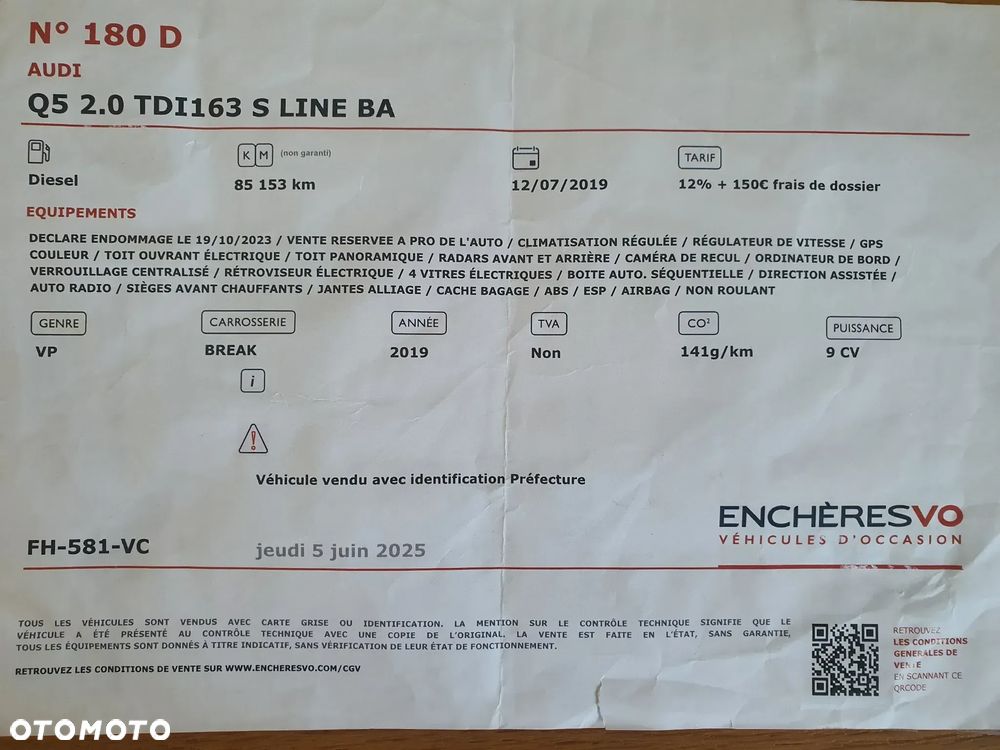 N° 180 D
AUDI
Q5 2.0 TDI163 S LINE BA
K M (non garanti) TARIF
Diesel 85 153 km 12/07/2019 12% + 150€ frais de dossier
EQUIPEMENTS
DECLARE ENDOMMAGE LE 19/10/2023 / VENTE RESERVEE A PRO DE L'AUTO / CLIMATISATION RÉGULÉE / RÉGULATEUR DE VITESSE / GPS
COULEUR / TOIT OUVRANT ÉLECTRIQUE / TOIT PANORAMIQUE / RADARS AVANT ET ARRIÈRE / CAMÉRA DE RECUL / ORDINATEUR DE BORD /
VERROUILLAGE CENTRALISÉ / RÉTROVISEUR ÉLECTRIQUE / 4 VITRES ÉLECTRIQUES / BOITE AUTO. SÉQUENTIELLE / DIRECTION ASSISTÉE /
AUTO RADIO / SIÈGES AVANT CHAUFFANTS / JANTES ALLIAGE / CACHE BAGAGE / ABS / ESP / AIRBAG / NON ROULANT
GENRE CARROSSERIE ANNÉE TVA CO² PUISSANCE
VP BREAK 2019 Non 141g/km 9 CV
i
!
Véhicule vendu avec identification Préfecture
ENCHÈRESVO
VÉHICULES D'OCCASION
FH-581-VC jeudi 5 juin 2025
TOUS LES VÉHICULES SONT VENDUS AVEC CARTE GRISE OU IDENTIFICATION. LA MENTION SUR LE CONTRÔLE TECHNIQUE SIGNIFIE QUE LE
VÉHICULE A ÉTÉ PRÉSENTÉ AU CONTRÔLE TECHNIQUE AVEC UNE COPIE DE L'ORIGINAL. LA VENTE EST FAITE EN L'ÉTAT, SANS GARANTIE,
TOUS LES ÉQUIPEMENTS SONT DONNÉS À TITRE INDICATIF, SANS VÉRIFICATION DE LEUR ÉTAT DE FONCTIONNEMENT.
RETROUVEZ LES CONDITIONS DE VENTE SUR WWW.ENCHERESVO.COM/CGV
RETROUVEZ
LES CONDITIONS
GENERALES DE
VENTE
EN SCANNANT CE
QRCODE
OTOMOTO